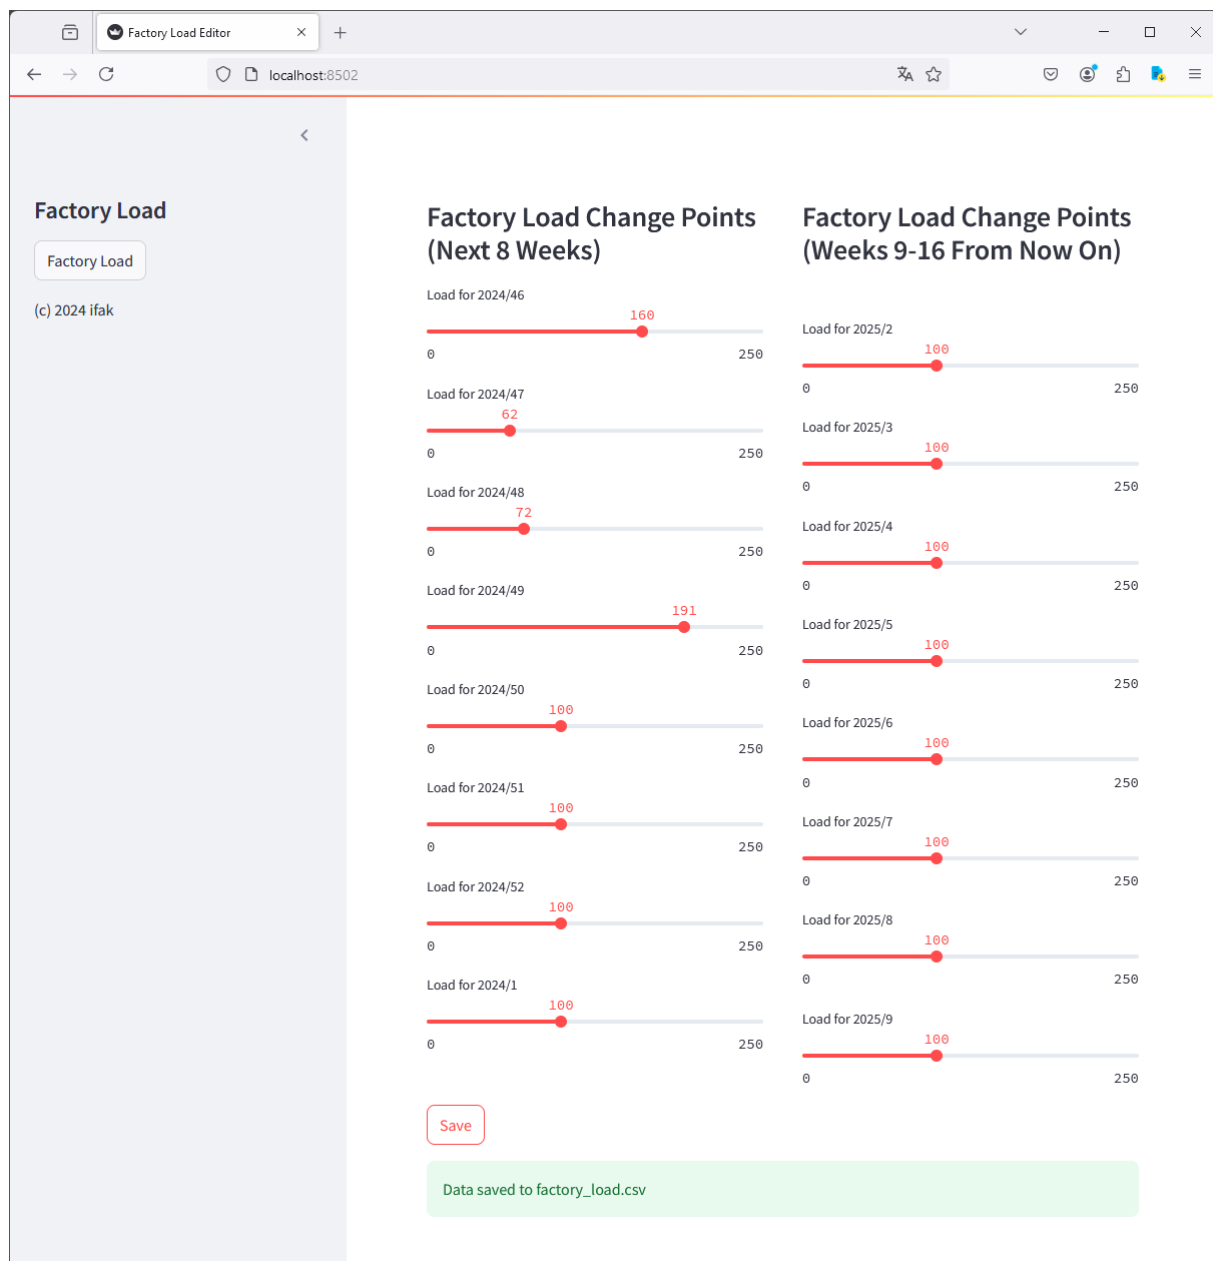 Factory Load Editor
localhost:8502
Factory Load
Factory Load
(c) 2024 ifak
Factory Load Change Points
(Next 8 Weeks)
Load for 2024/46
160
0 250
Load for 2024/47
62
0 250
Load for 2024/48
72
0 250
Load for 2024/49
191
0 250
Load for 2024/50
100
0 250
Load for 2024/51
100
0 250
Load for 2024/52
100
0 250
Load for 2024/1
100
0 250
Factory Load Change Points
(Weeks 9-16 From Now On)
Load for 2025/2
100
0 250
Load for 2025/3
100
0 250
Load for 2025/4
100
0 250
Load for 2025/5
100
0 250
Load for 2025/6
100
0 250
Load for 2025/7
100
0 250
Load for 2025/8
100
0 250
Load for 2025/9
100
0 250
Save
Data saved to factory_load.csv